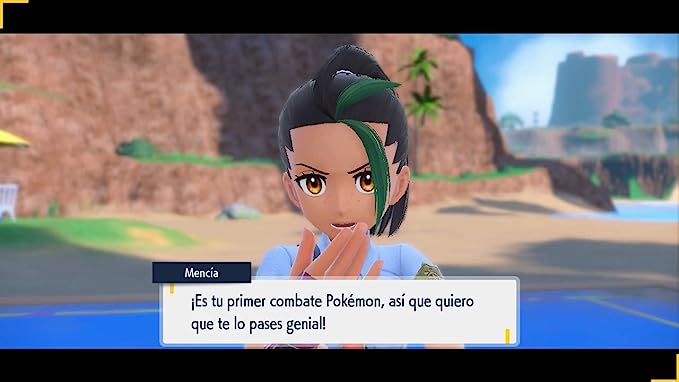 Mencía
¡Es tu primer combate Pokémon, así que quiero
que te lo pases genial!